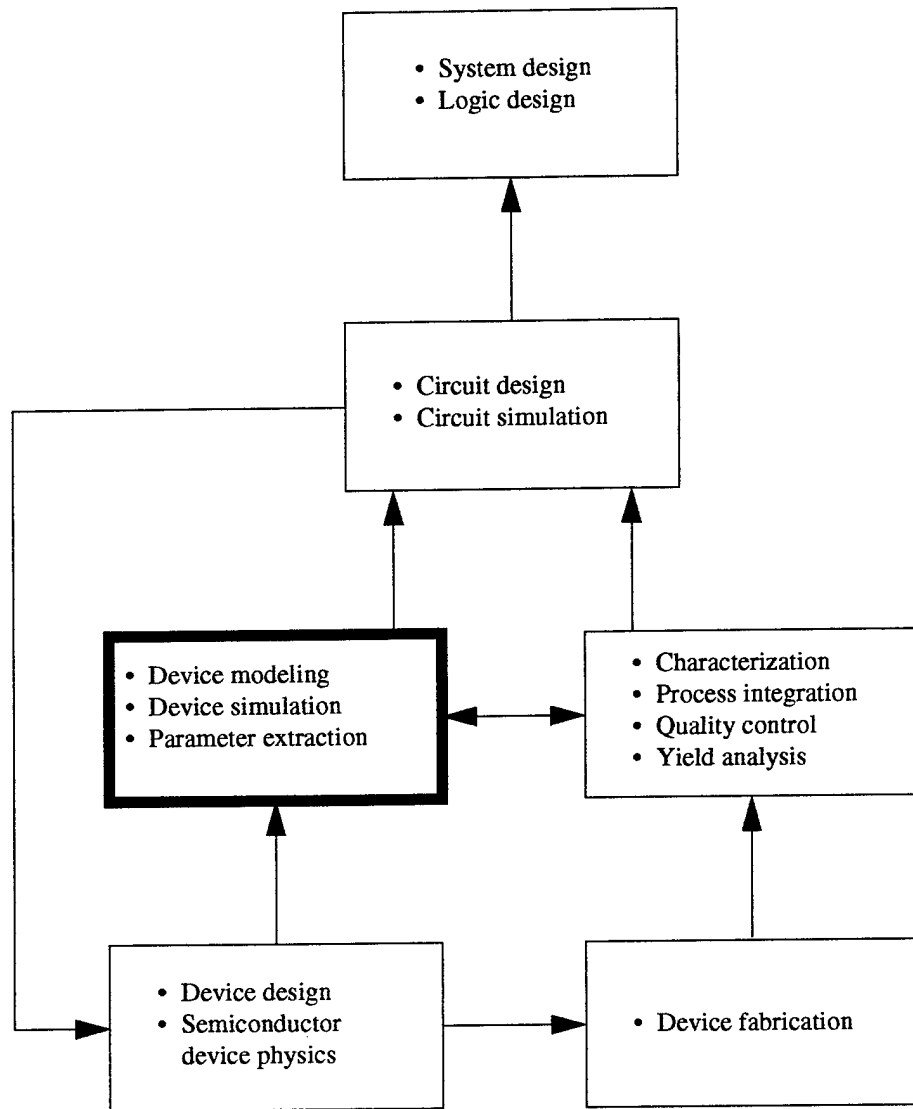 • System design
• Logic design
• Circuit design
• Circuit simulation
• Device modeling
• Device simulation
• Parameter extraction
• Characterization
• Process integration
• Quality control
• Yield analysis
• Device design
• Semiconductor
device physics
• Device fabrication